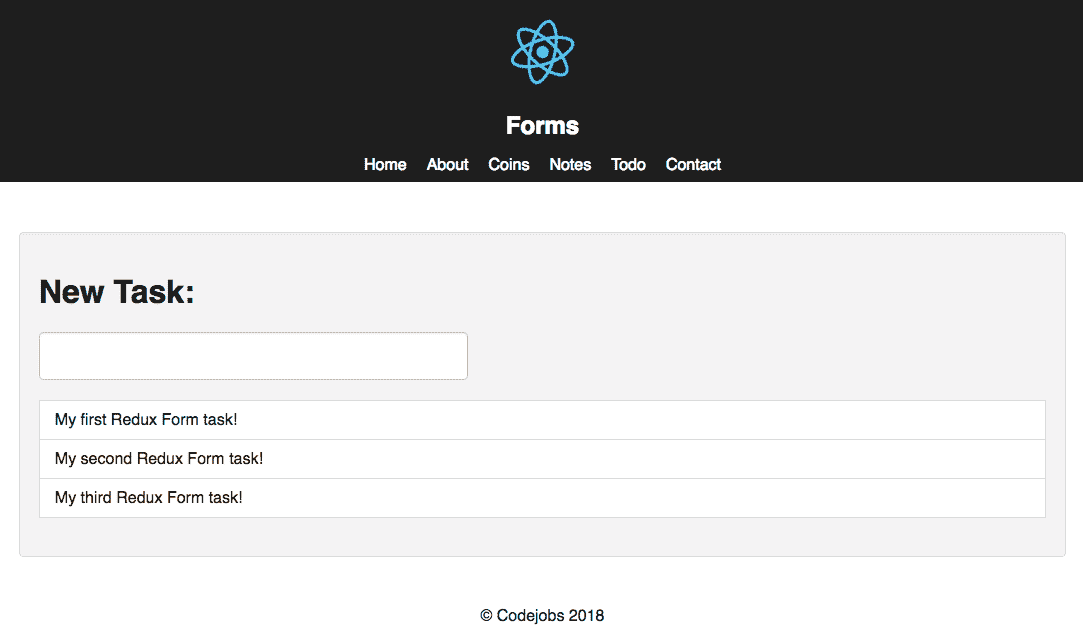 Forms
Home About Coins Notes Todo Contact
New Task:
My first Redux Form task!
My second Redux Form task!
My third Redux Form task!
© Codejobs 2018